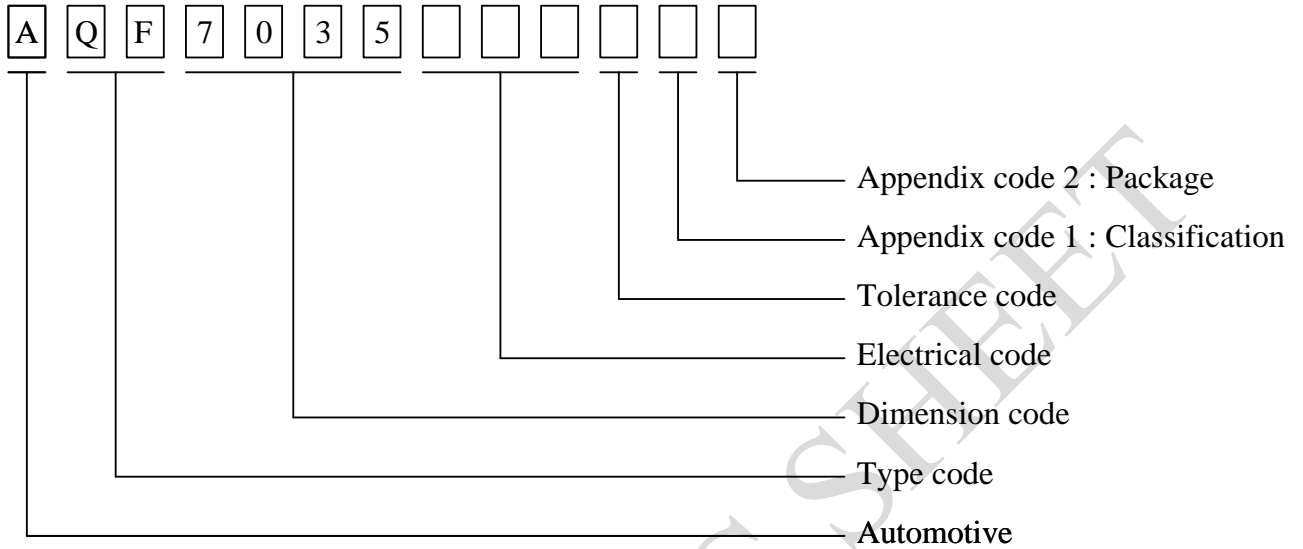 A Q F 7 0 3 5
Appendix code 2 : Package
Appendix code 1 : Classification
Tolerance code
Electrical code
Dimension code
Type code
Automotive
SHEET